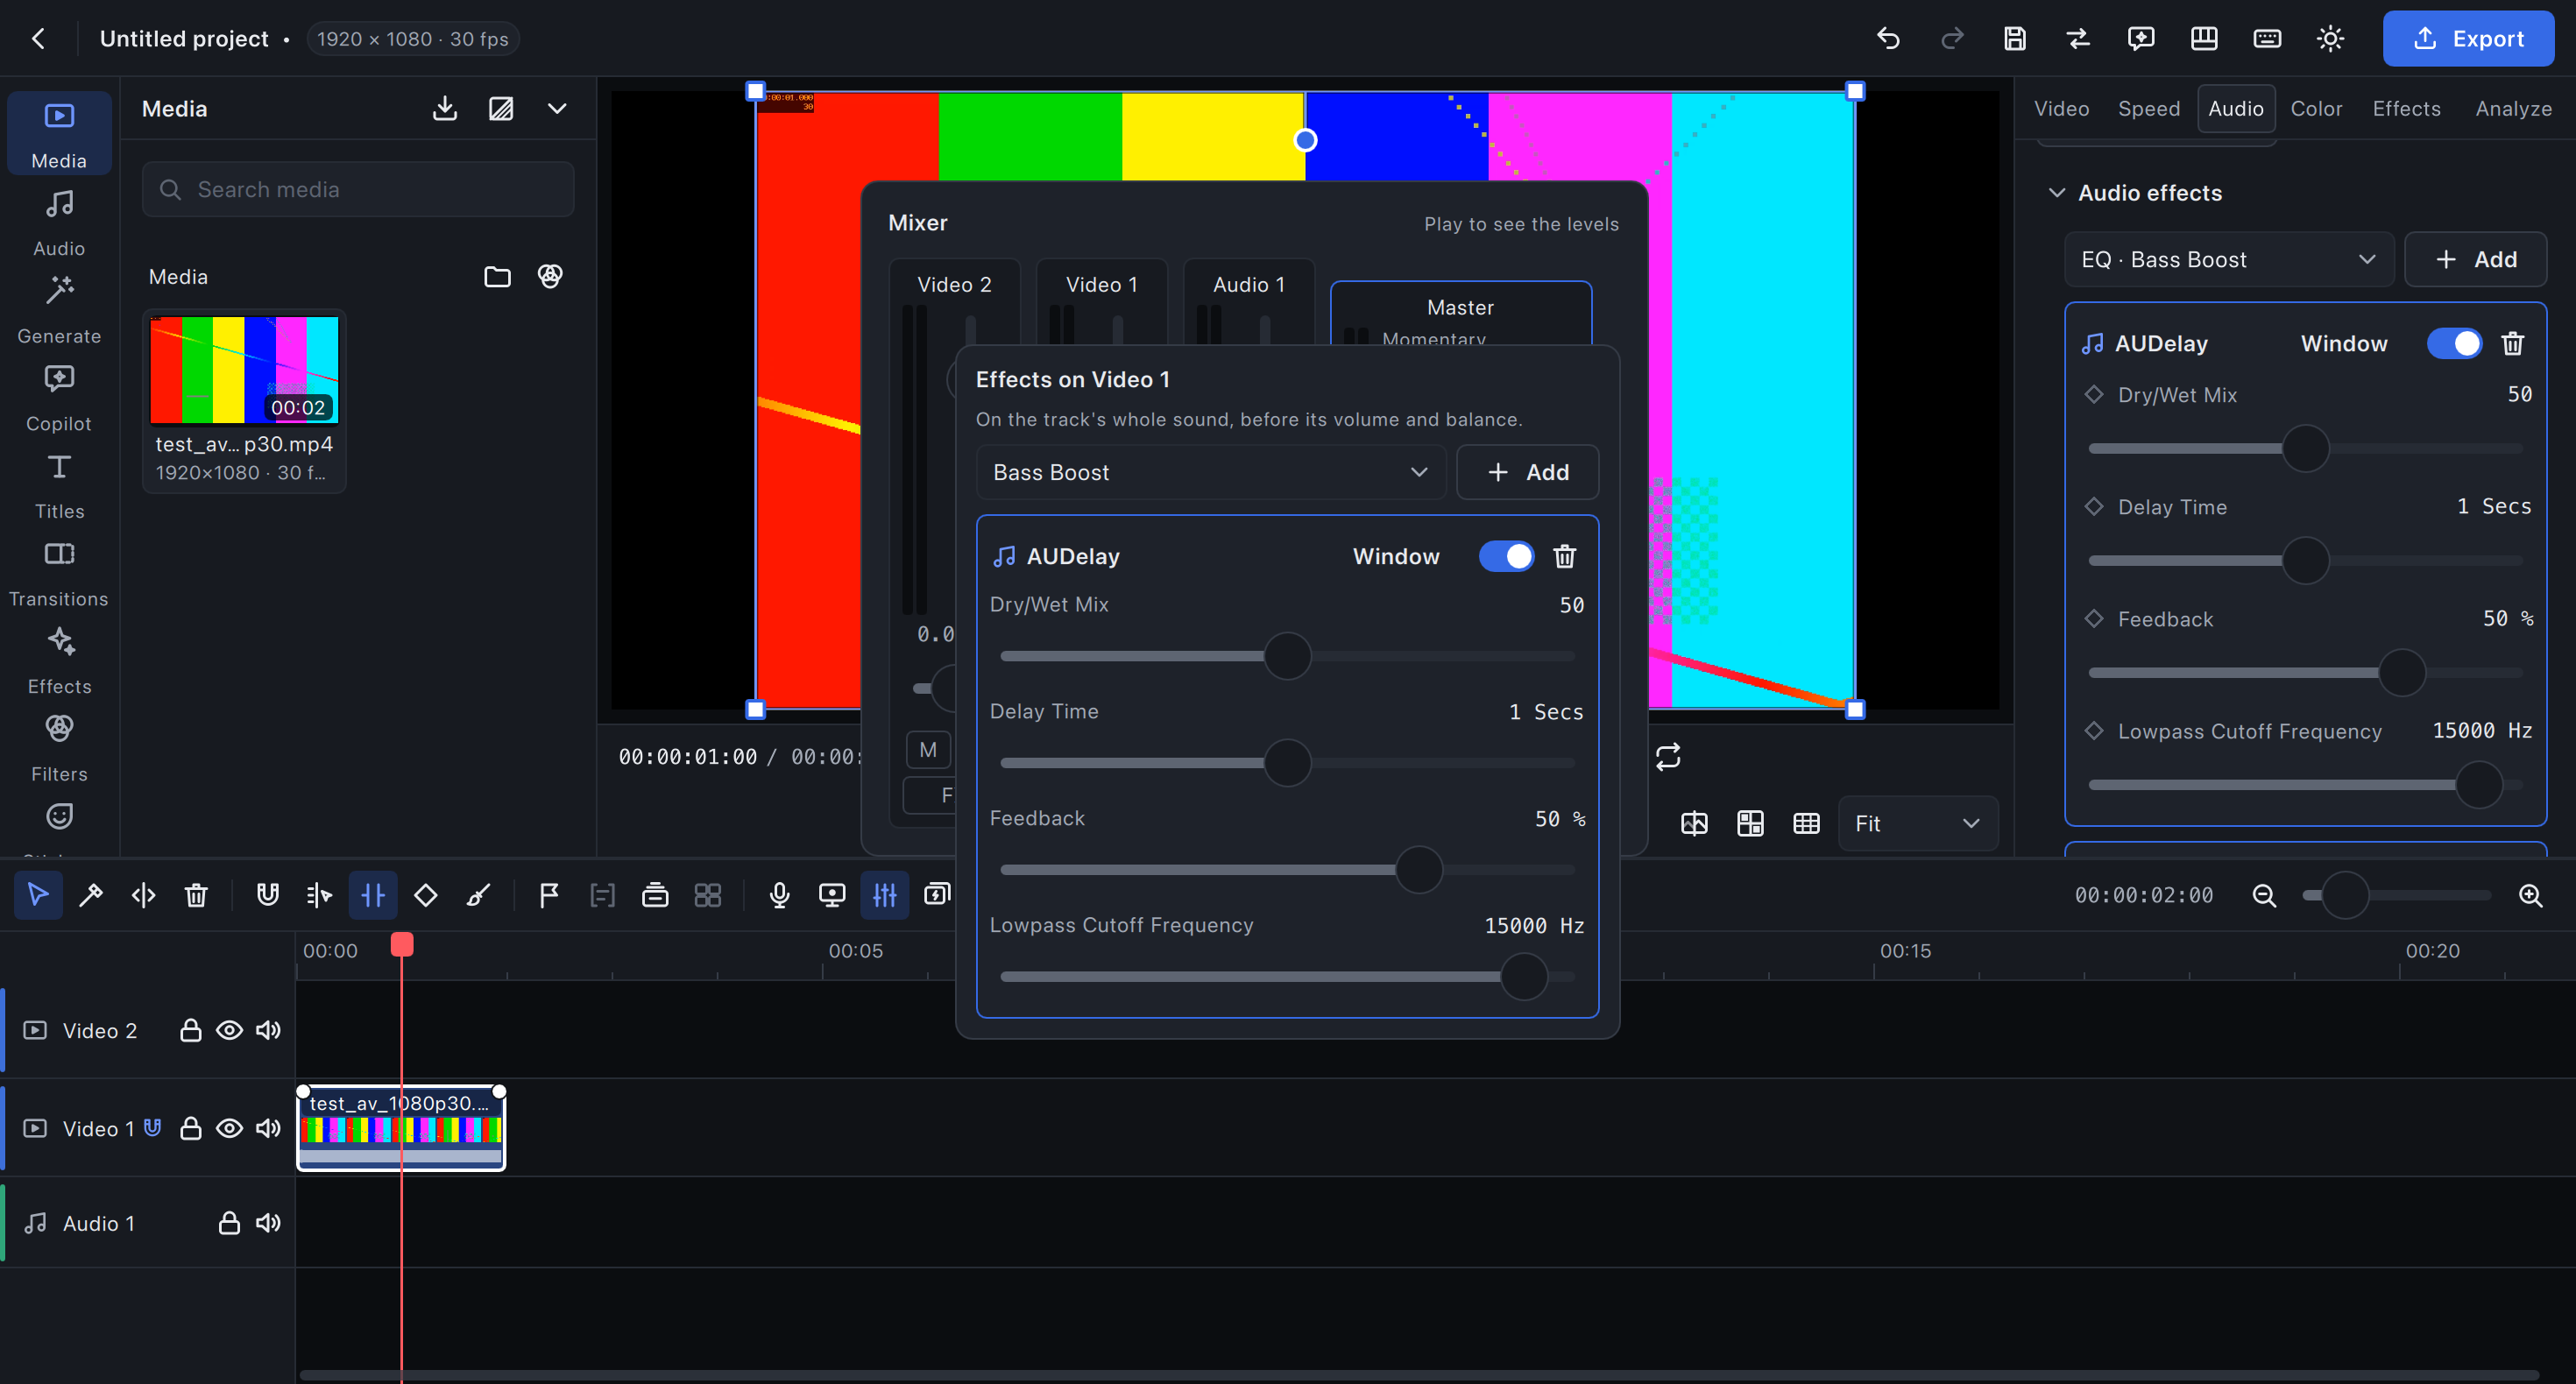 Untitled project • 1920 × 1080 · 30 fps
Export
Media
Audio
Generate
Copilot
Titles
Transitions
Effects
Filters
Media
Search media
Media
00:02
test_av... p30.mp4
1920×1080 · 30 f...
00:00:01:00 / 00:00:
Mixer
Play to see the levels
Video 2
Video 1
Audio 1
Master
Momentary
0.0
M
Effects on Video 1
On the track's whole sound, before its volume and balance.
Bass Boost
Add
AUDelay
Window
Dry/Wet Mix
50
Delay Time
1 Secs
Feedback
50 %
Lowpass Cutoff Frequency
15000 Hz
Fit
Video
Speed
Audio
Color
Effects
Analyze
Audio effects
EQ · Bass Boost
Add
AUDelay
Window
Dry/Wet Mix
50
Delay Time
1 Secs
Feedback
50 %
Lowpass Cutoff Frequency
15000 Hz
00:00:02:00
00:00
00:05
00:15
00:20
Video 2
Video 1
test_av_1080p30....
Audio 1